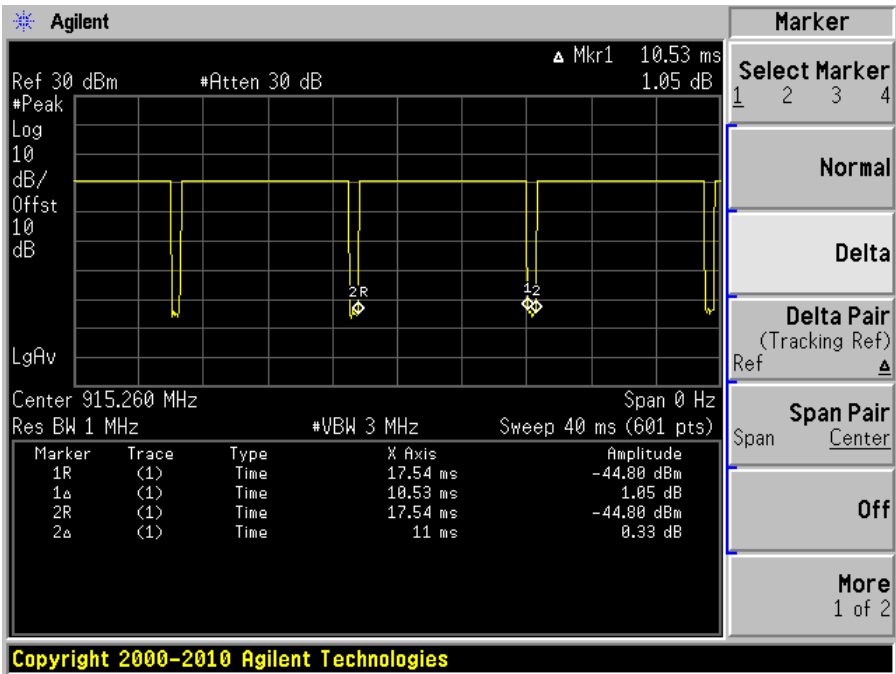 Agilent
Marker
Δ Mkr1 10.53 ms
Ref 30 dBm #Atten 30 dB 1.05 dB
#Peak
Log
10
dB/
Offst
10
dB
2R
1
2
LgAv
Center 915.260 MHz Span 0 Hz
Res BW 1 MHz #VBW 3 MHz Sweep 40 ms (601 pts)
Marker Trace Type X Axis Amplitude
1R (1) Time 17.54 ms -44.80 dBm
1Δ (1) Time 10.53 ms 1.05 dB
2R (1) Time 17.54 ms -44.80 dBm
2Δ (1) Time 11 ms 0.33 dB
Select Marker
1 2 3 4
Normal
Delta
Delta Pair
(Tracking Ref)
Ref Δ
Span Pair
Span Center
Off
More
1 of 2
Copyright 2000-2010 Agilent Technologies